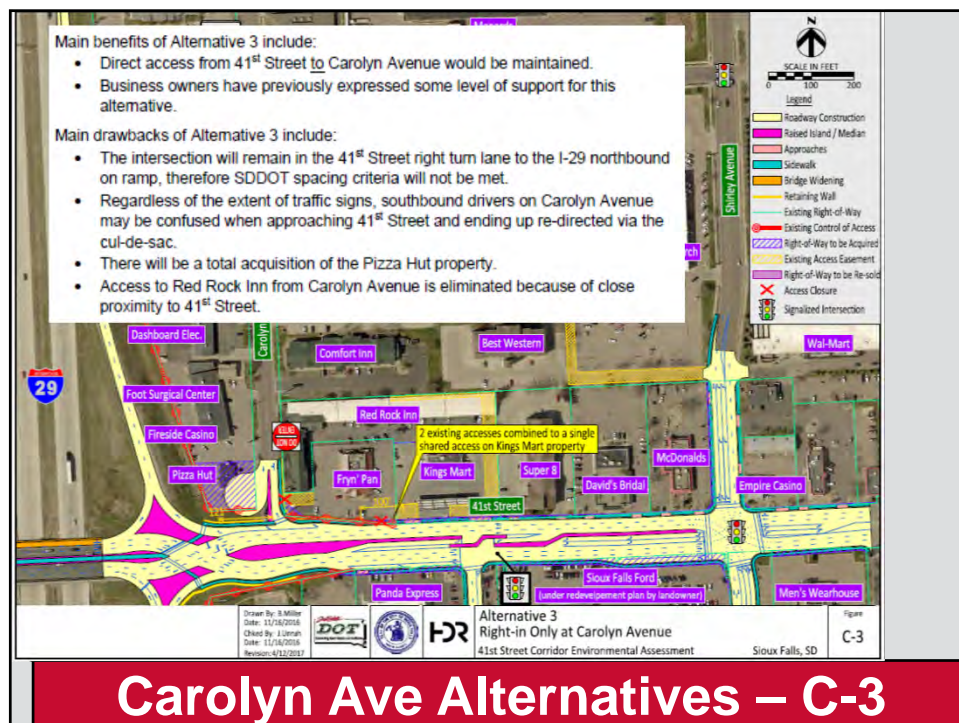 Main benefits of Alternative 3 include:
• Direct access from 41st Street to Carolyn Avenue would be maintained.
• Business owners have previously expressed some level of support for this
alternative.
Main drawbacks of Alternative 3 include:
• The intersection will remain in the 41st Street right turn lane to the I-29 northbound
on ramp, therefore SDDOT spacing criteria will not be met.
• Regardless of the extent of traffic signs, southbound drivers on Carolyn Avenue
may be confused when approaching 41st Street and ending up re-directed via the
cul-de-sac.
• There will be a total acquisition of the Pizza Hut property.
• Access to Red Rock Inn from Carolyn Avenue is eliminated because of close
proximity to 41st Street.
N
SCALE IN FEET
0 100 200
Legend
Roadway Construction
Raised Island / Median
Approaches
Sidewalk
Bridge Widening
Retaining Wall
Existing Right-of-Way
Existing Control of Access
Right-of-Way to be Acquired
Existing Access Easement
Right-of-Way to be Re-sold
Access Closure
Signalized Intersection
Shirley Avenue
Dashboard Elec.
Carolyn
Comfort Inn
Best Western
Wal-Mart
29
Foot Surgical Center
Red Rock Inn
Fireside Casino
DO NOT
ENTER
2 existing accesses combined to a single
shared access on Kings Mart property
Pizza Hut
Fryn' Pan
Kings Mart
Super 8
McDonalds
David's Bridal
Empire Casino
41st Street
Panda Express
Sioux Falls Ford
(under redevelepement plan by landowner)
Men's Wearhouse
Drawn By: B.Miller
Date: 11/16/2016
Chked By: J.Unruh
Date: 11/16/2016
Revision:4/12/2017
DOT
HDR
Alternative 3
Right-in Only at Carolyn Avenue
41st Street Corridor Environmental Assessment
Sioux Falls, SD
Figure
C-3
Carolyn Ave Alternatives – C-3